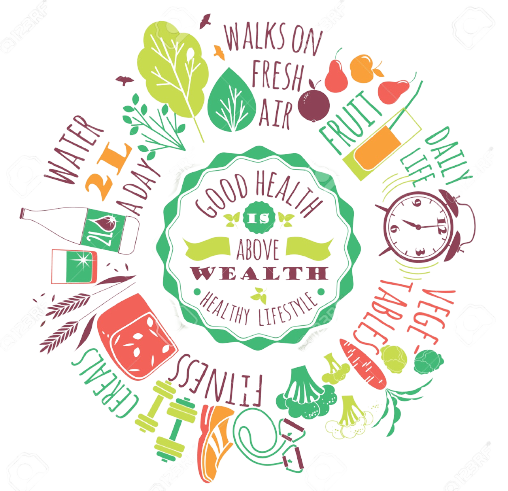 WALKS ON
FRESH
AIR
FRUIT
DAILY
LIFE
VEGE-
TABLES
FITNESS
CEREALS
WATER
2L
A DAY
2L
GOOD HEALTH
IS
ABOVE
WEALTH
HEALTHY LIFESTYLE